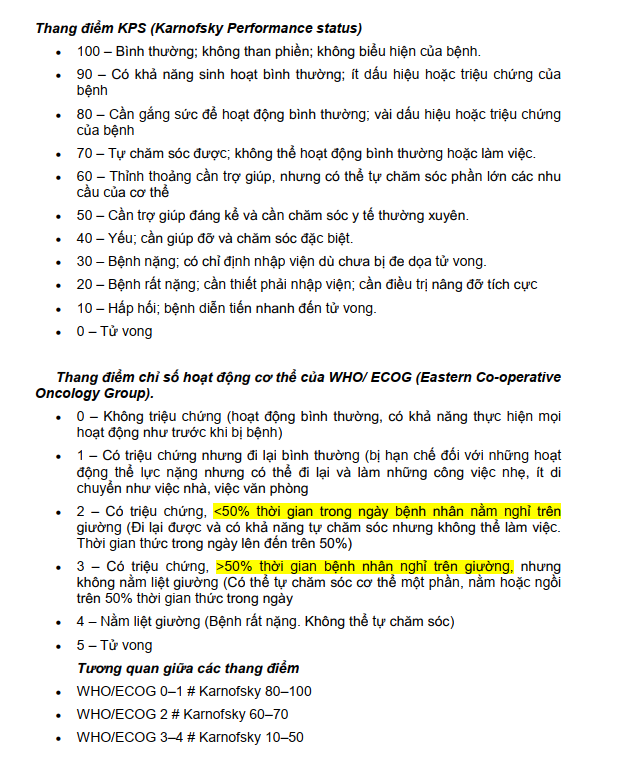 Thang điểm KPS (Karnofsky Performance status)
• 100 – Bình thường; không than phiền; không biểu hiện của bệnh.
• 90 – Có khả năng sinh hoạt bình thường; ít dấu hiệu hoặc triệu chứng của
bệnh
• 80 – Cần gắng sức để hoạt động bình thường; vài dấu hiệu hoặc triệu chứng
của bệnh
• 70 – Tự chăm sóc được; không thể hoạt động bình thường hoặc làm việc.
• 60 – Thỉnh thoảng cần trợ giúp, nhưng có thể tự chăm sóc phần lớn các nhu
cầu của cơ thể
• 50 – Cần trợ giúp đáng kể và cần chăm sóc y tế thường xuyên.
• 40 – Yếu; cần giúp đỡ và chăm sóc đặc biệt.
• 30 – Bệnh nặng; có chỉ định nhập viện dù chưa bị đe dọa tử vong.
• 20 – Bệnh rất nặng; cần thiết phải nhập viện; cần điều trị nâng đỡ tích cực
• 10 – Hấp hối; bệnh diễn tiến nhanh đến tử vong.
• 0 – Tử vong
Thang điểm chỉ số hoạt động cơ thể của WHO/ ECOG (Eastern Co-operative
Oncology Group).
• 0 – Không triệu chứng (hoạt động bình thường, có khả năng thực hiện mọi
hoạt động như trước khi bị bệnh)
• 1 – Có triệu chứng nhưng đi lại bình thường (bị hạn chế đối với những hoạt
động thể lực nặng nhưng có thể đi lại và làm những công việc nhẹ, ít di
chuyển như việc nhà, việc văn phòng
• 2 – Có triệu chứng, <50% thời gian trong ngày bệnh nhân nằm nghỉ trên
giường (Đi lại được và có khả năng tự chăm sóc nhưng không thể làm việc.
Thời gian thức trong ngày lên đến trên 50%)
• 3 – Có triệu chứng, >50% thời gian bệnh nhân nghỉ trên giường, nhưng
không nằm liệt giường (Có thể tự chăm sóc cơ thể một phần, nằm hoặc ngồi
trên 50% thời gian thức trong ngày
• 4 – Nằm liệt giường (Bệnh rất nặng. Không thể tự chăm sóc)
• 5 – Tử vong
Tương quan giữa các thang điểm
• WHO/ECOG 0–1 # Karnofsky 80–100
• WHO/ECOG 2 # Karnofsky 60–70
• WHO/ECOG 3–4 # Karnofsky 10–50